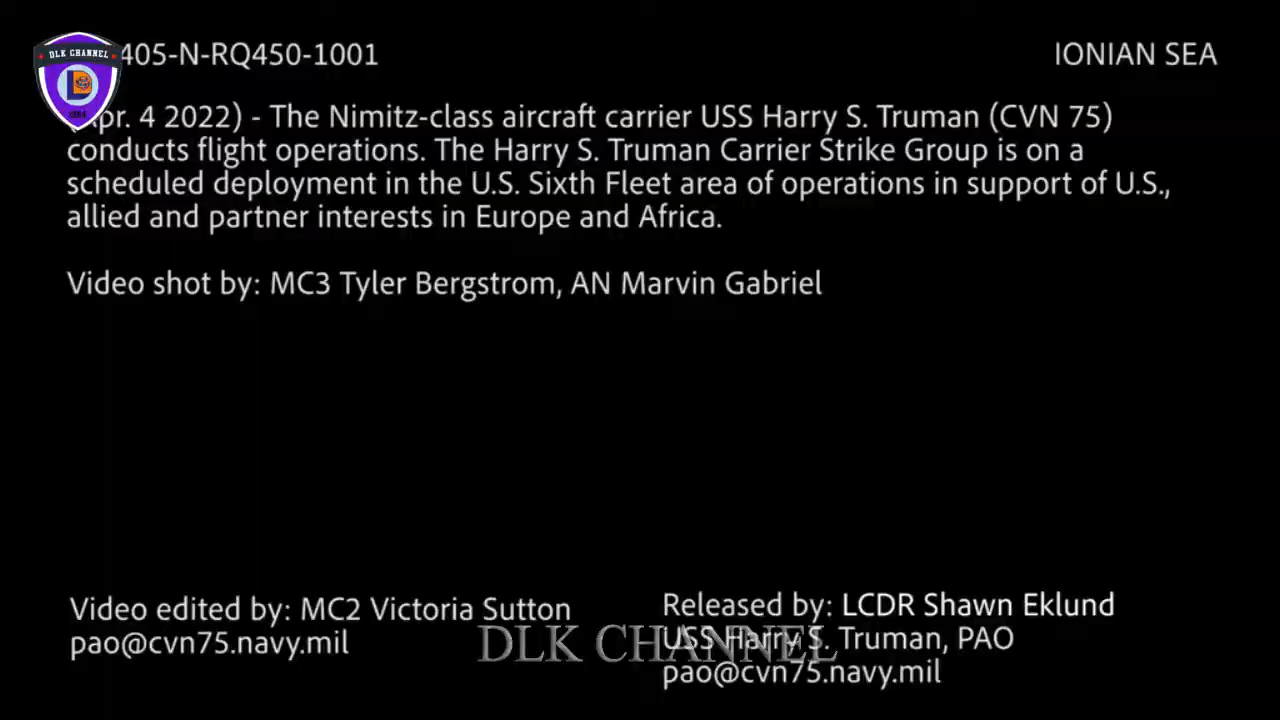 DLK CHANNEL
405-N-RQ450-1001
IONIAN SEA
Apr. 4 2022) - The Nimitz-class aircraft carrier USS Harry S. Truman (CVN 75)
conducts flight operations. The Harry S. Truman Carrier Strike Group is on a
scheduled deployment in the U.S. Sixth Fleet area of operations in support of U.S.,
allied and partner interests in Europe and Africa.
Video shot by: MC3 Tyler Bergstrom, AN Marvin Gabriel
Video edited by: MC2 Victoria Sutton
pao@cvn75.navy.mil
Released by: LCDR Shawn Eklund
USS Harry S. Truman, PAO
pao@cvn75.navy.mil
DLK CHANNEL